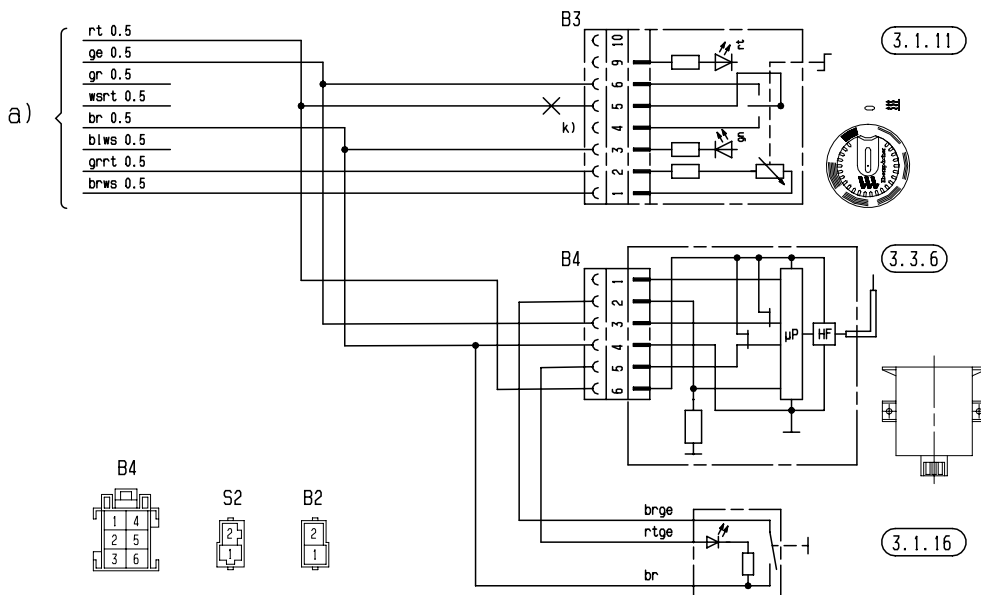 rt 0.5
ge 0.5
gr 0.5
wsrt 0.5
br 0.5
blws 0.5
grrt 0.5
brws 0.5
a)
B3
10
9
6
5
4
3
2
1
k)
rt
3.1.11
B4
1
2
3
4
5
6
µP
HF
3.3.6
B4
1 4
2 5
3 6
S2
2
1
B2
2
1
brge
rtge
br
3.1.16